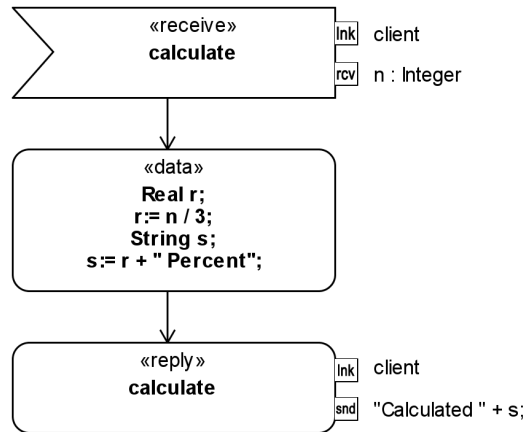 «receive»
calculate
lnk client
rcv n : Integer
«data»
Real r;
r:= n / 3;
String s;
s:= r + " Percent";
«reply»
calculate
lnk client
snd "Calculated " + s;